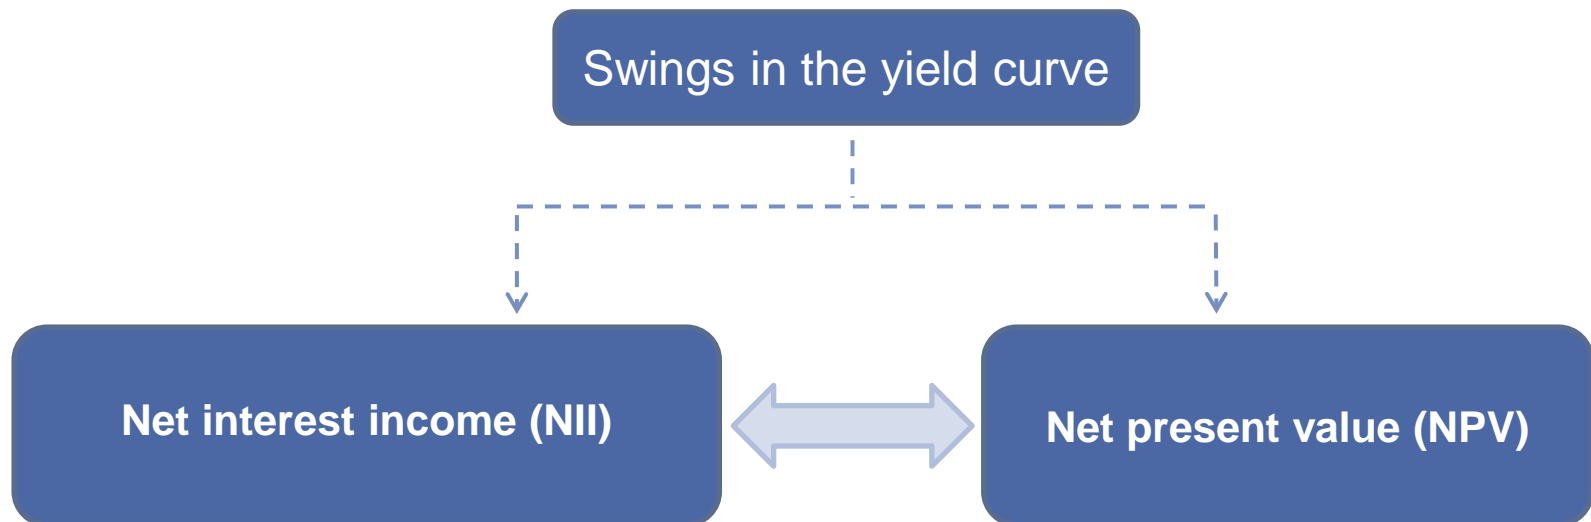 Swings in the yield curve
Net interest income (NII)
Net present value (NPV)